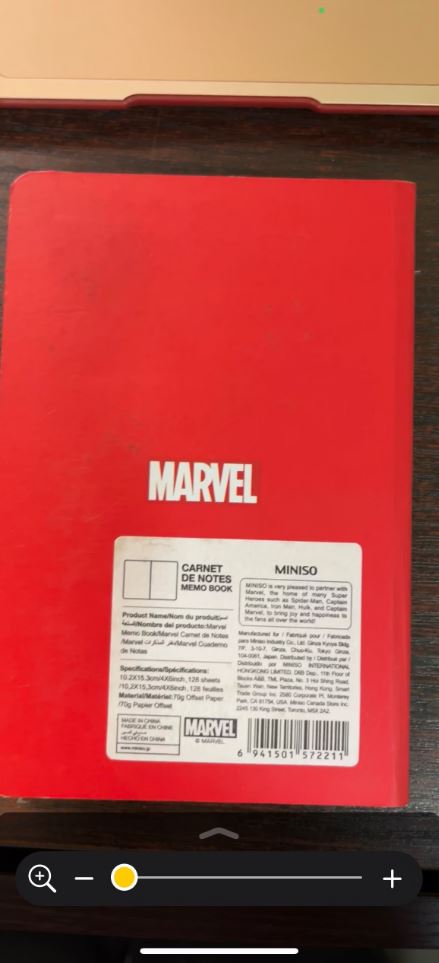 MARVEL
CARNET
DE NOTES
MEMO BOOK
Product Name/Nom du produit/
/Nombre del producto:Marvel
Memo Book/Marvel Carnet de Notes
/Marvel Cuaderno
de Notas
Specifications/Spécifications:
10.2X15.3cm/4X6inch,128 sheets
/10.2X15.3cm/4X6inch,128 feuilles
Material/Matériel:70g Offset Paper
/70g Papier Offset
MADE IN CHINA
FABRIQUÉ EN CHINE
HECHO EN CHINA
www.miniso.jp
MARVEL
© MARVEL
MINISO
MINISO is very pleased to partner with
Marvel, the home of many Super
Heroes such as Spider-Man, Captain
America, Iron Man, Hulk, and Captain
Marvel, to bring joy and happiness to
the fans all over the world!
Manufactured for / Fabriqué pour / Fabricado
para Miniso Industry Co., Ltd. Ginza Kyoya Bldg.
7/F, 3-10-7, Ginza, Chuo-Ku, Tokyo Ginza,
104-0061, Japan. Distributed by / Distribué par /
Distribuido por MINISO INTERNATIONAL
HONGKONG LIMITED, 11th Floor of
No. 3 Hoi Shing Road,
Tsuen Wan, New Territories, Hong Kong. Smart
Trade Group Inc. 2580 Corporate Pl, Monterey
Park, CA 91754, USA. Miniso Canada Store Inc.
2245 130 King Street, Toronto, M5X 2A2.
6 941501 572211